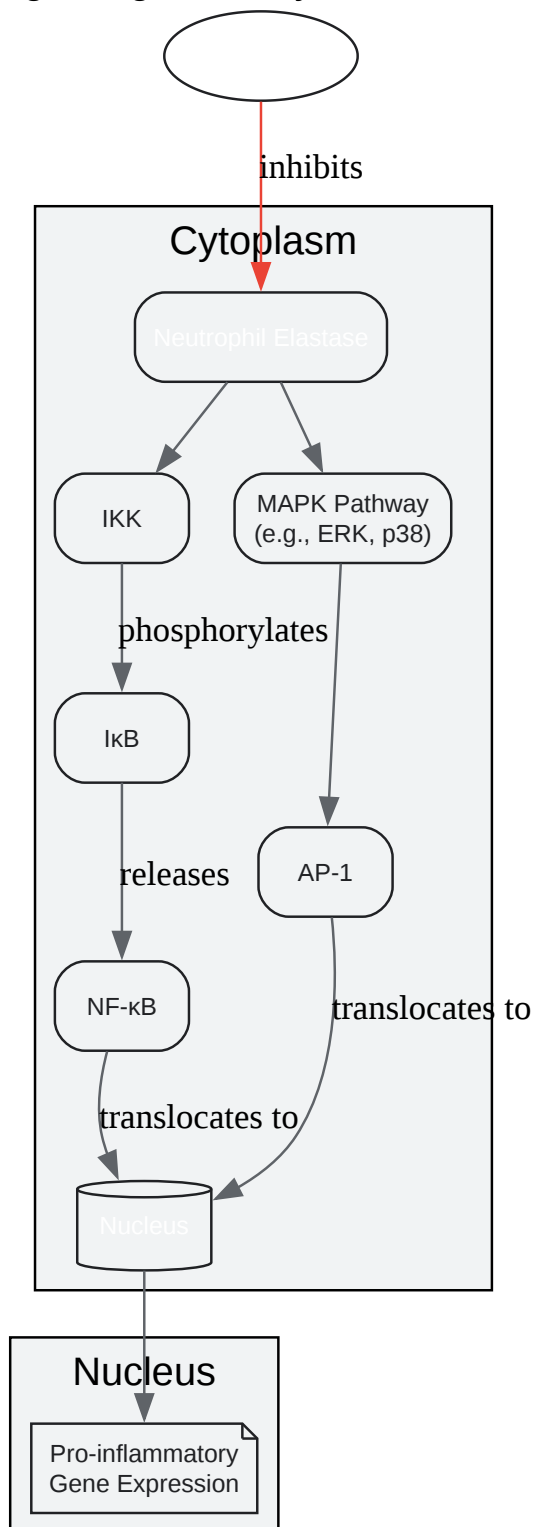 inhibits
Cytoplasm
Neutrophil Elastase
IKK
MAPK Pathway
(e.g., ERK, p38)
phosphorylates
IκB
releases
AP-1
NF-κB
translocates to
translocates to
Nucleus
Nucleus
Pro-inflammatory
Gene Expression